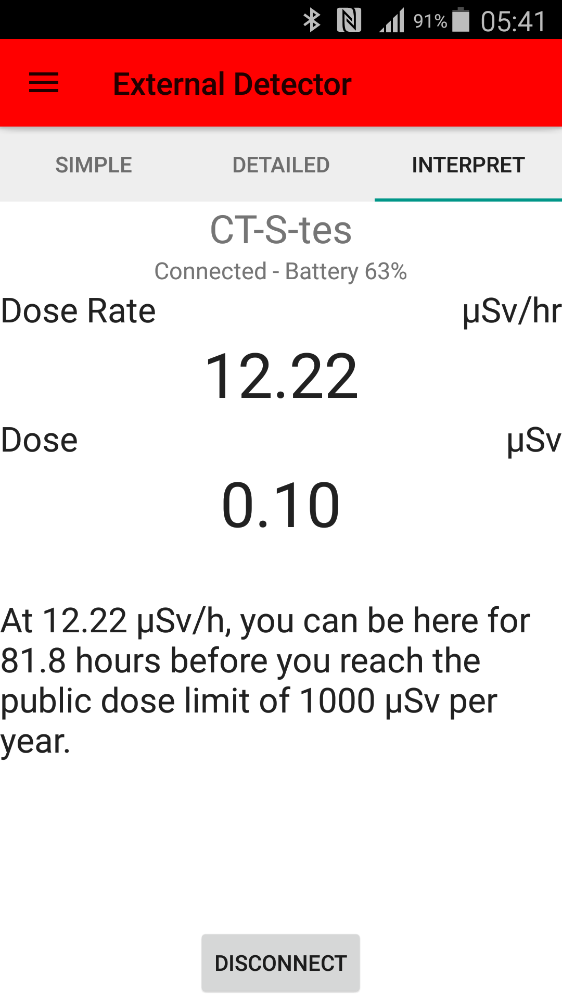 91% 05:41
External Detector
SIMPLE DETAILED INTERPRET
CT-S-tes
Connected - Battery 63%
Dose Rate µSv/hr
12.22
Dose µSv
0.10
At 12.22 µSv/h, you can be here for
81.8 hours before you reach the
public dose limit of 1000 µSv per
year.
DISCONNECT